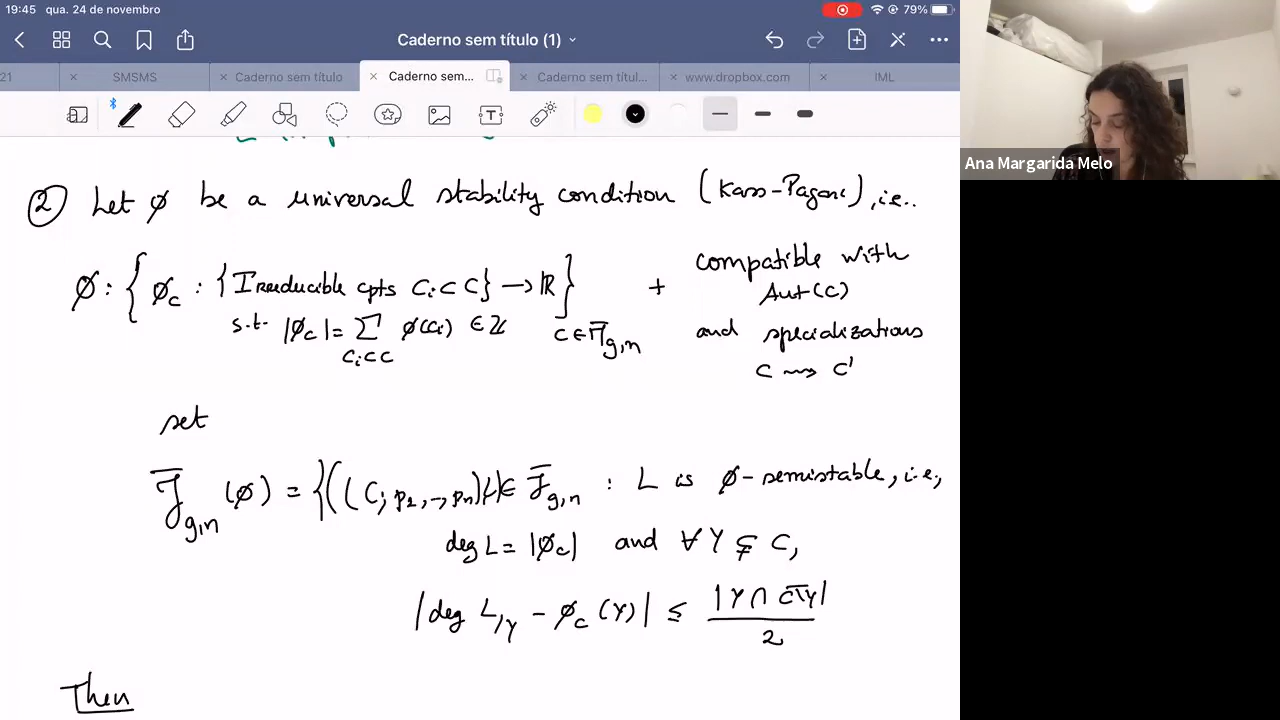 19:45 qua. 24 de novembro 79%
Caderno sem título (1)
21 SMSMS Caderno sem título Caderno sem... Caderno sem títul... www.dropbox.com IML
Ana Margarida Melo
② Let φ be a universal stability condition (Kass-Pagani), i.e..
φ: { φ_C : {Irreducible cpts C_i ⊂ C} → ℝ } + compatible with
Aut(C)
s.t. |φ_C| = Σ φ(C_i) ∈ ℤ C ∈ M̄_{g,n} and specializations
C_i ⊂ C C ⇝ C'
set
J̄_{g,n}(φ) = {((C; p_1, -, p_n) L) ∈ J̄_{g,n} : L is φ-semistable, i.e,
deg L = |φ_C| and ∀ Y ⊊ C,
|deg L_{/Y} - φ_C(Y)| ≤ |Y ∩ \overline{C∖Y}| / 2
Then